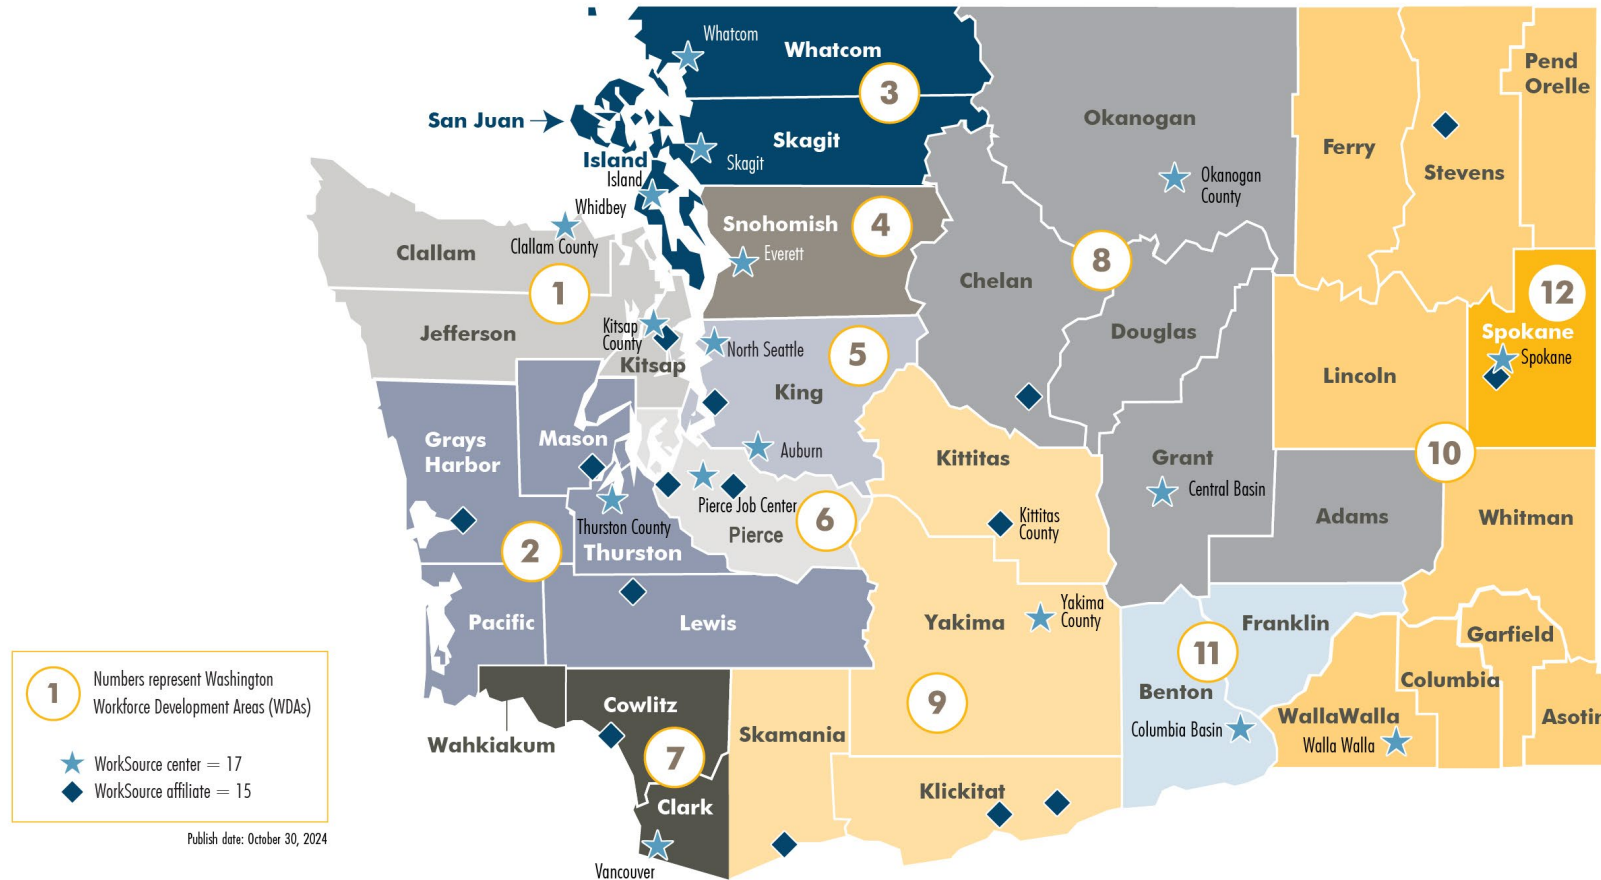 Whatcom
Whatcom
3
San Juan
Skagit
Skagit
Island
Island
Whidbey
Okanogan
Okanogan
County
Ferry
Stevens
Pend
Orelle
Clallam
Clallam County
1
Jefferson
Snohomish
4
Everett
Chelan
8
Douglas
12
Spokane
Spokane
Kitsap
County
Kitsap
North Seattle
5
King
Auburn
Lincoln
10
Grays
Harbor
Mason
Thurston County
Thurston
2
Pierce Job Center
6
Pierce
Kittitas
Kittitas
County
Grant
Central Basin
Adams
Whitman
Pacific
Lewis
Yakima
Yakima
County
9
Franklin
11
Benton
Columbia Basin
Garfield
Columbia
WallaWalla
Walla Walla
Asotin
Wahkiakum
Cowlitz
7
Clark
Vancouver
Skamania
Klickitat
1
Numbers represent Washington
Workforce Development Areas (WDAs)
WorkSource center = 17
WorkSource affiliate = 15
Publish date: October 30, 2024